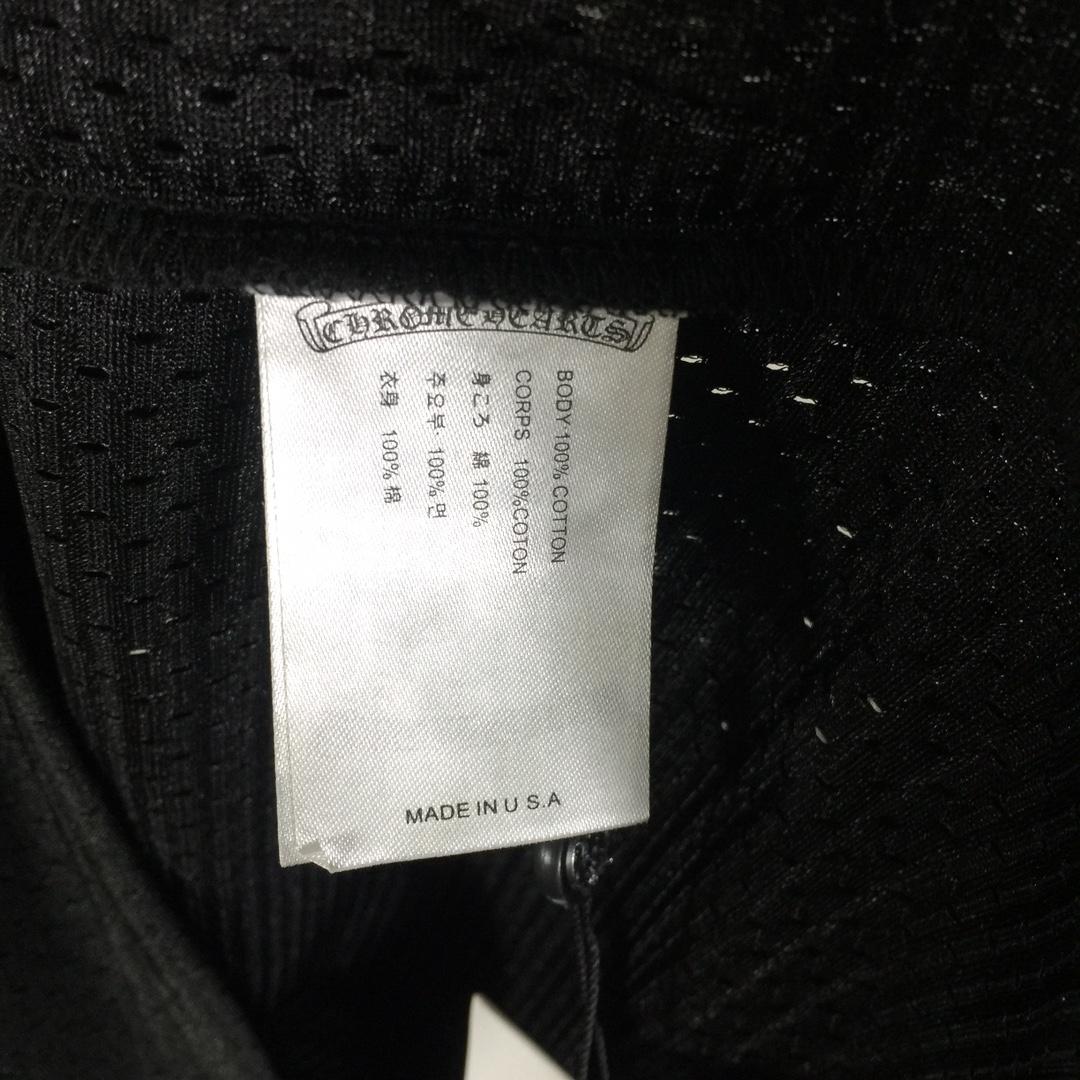 CHROME HEARTS
BODY 100% COTTON
CORPS 100%COTON
身ころ 綿 100%
주요부· 100% 면
衣身 100% 棉
MADE IN U S.A